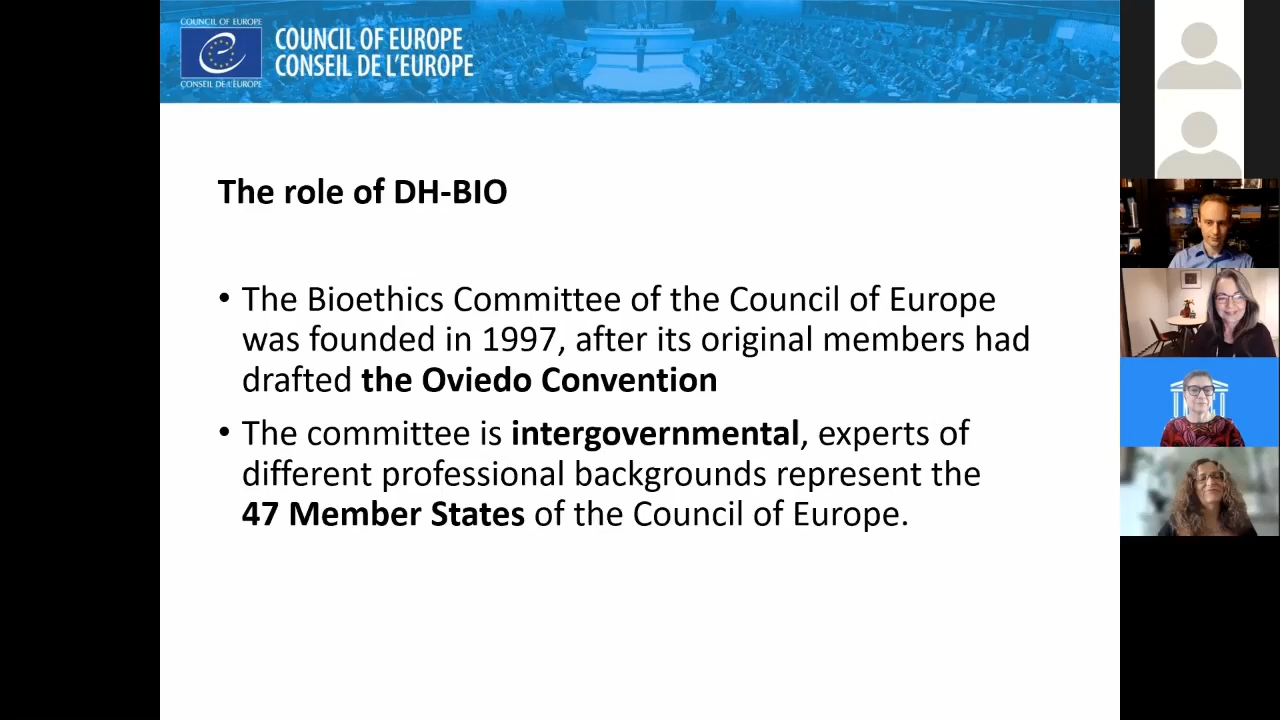 COUNCIL OF EUROPE
CONSEIL DE L'EUROPE
COUNCIL OF EUROPE
CONSEIL DE L'EUROPE
The role of DH-BIO
• The Bioethics Committee of the Council of Europe
was founded in 1997, after its original members had
drafted the Oviedo Convention
• The committee is intergovernmental, experts of
different professional backgrounds represent the
47 Member States of the Council of Europe.